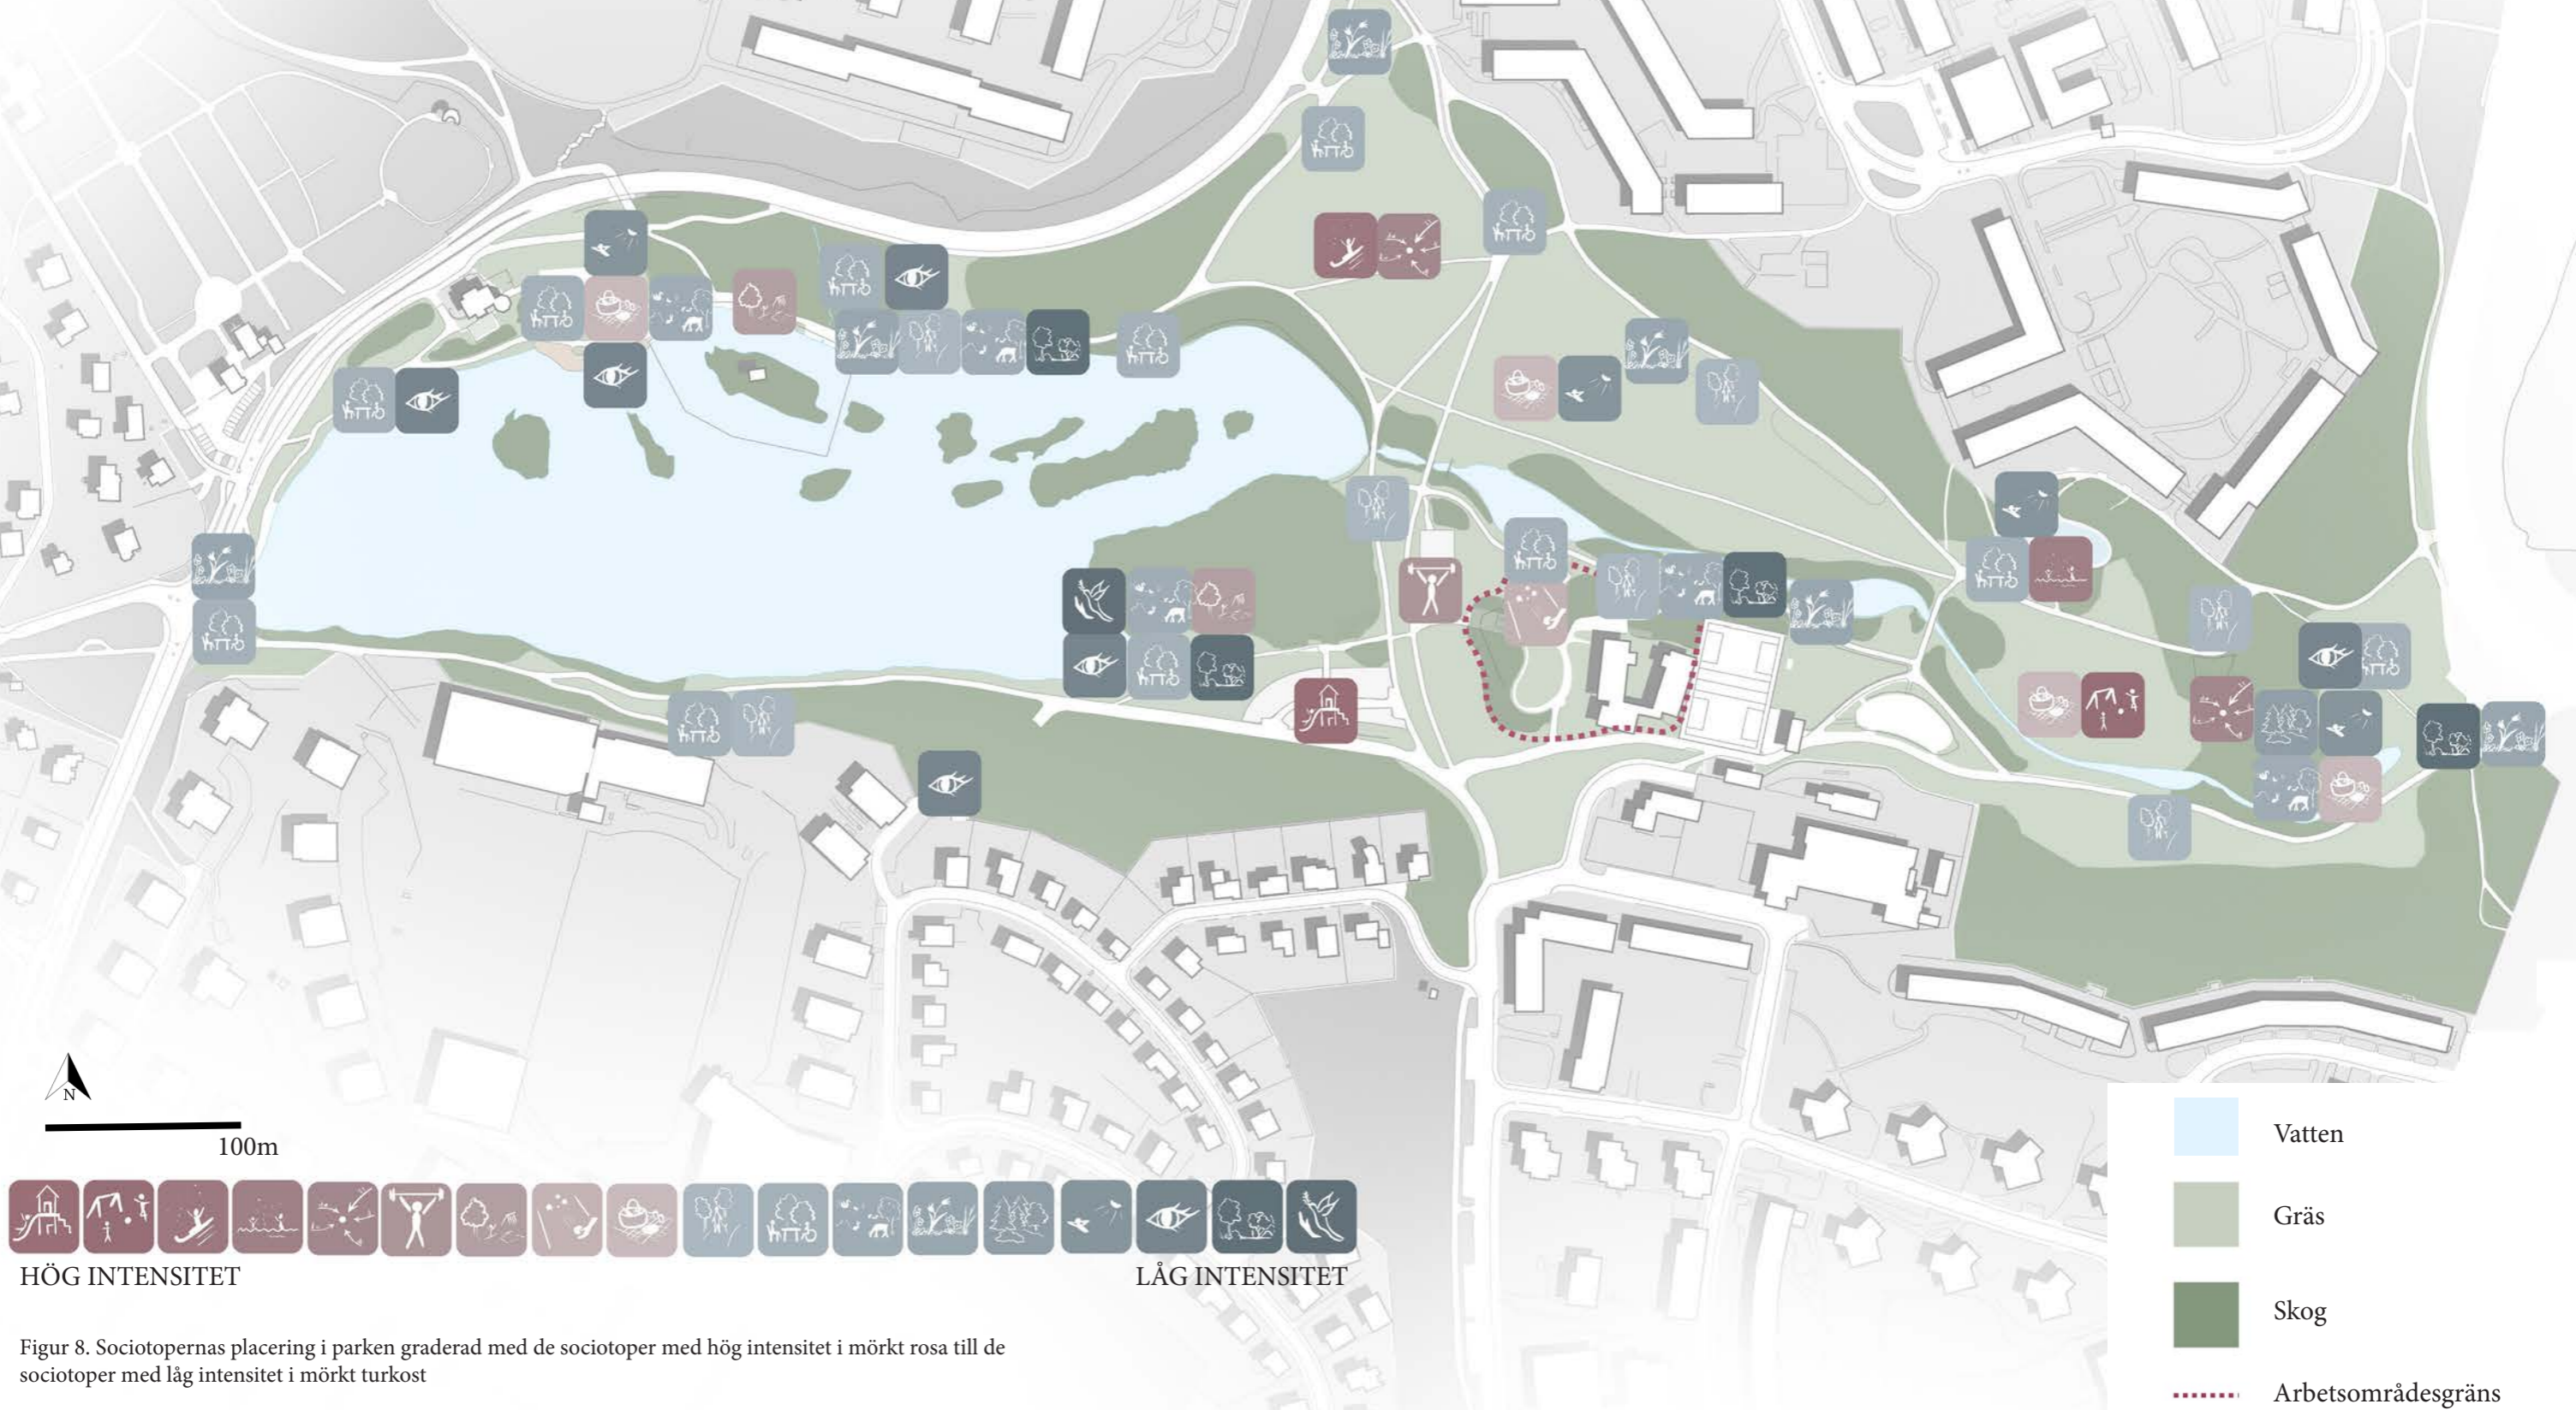 N
100m
HÖG INTENSITET
LÅG INTENSITET
Figur 8. Sociotopernas placering i parken graderad med de sociotoper med hög intensitet i mörkt rosa till de
sociotoper med låg intensitet i mörkt turkost
Vatten
Gräs
Skog
Arbetsområdesgräns